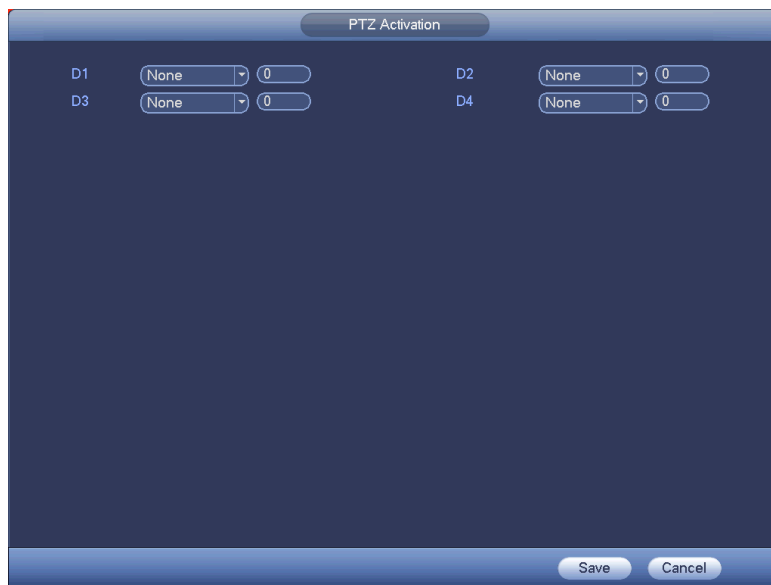 PTZ Activation
D1 None 0 D2 None 0
D3 None 0 D4 None 0
Save Cancel